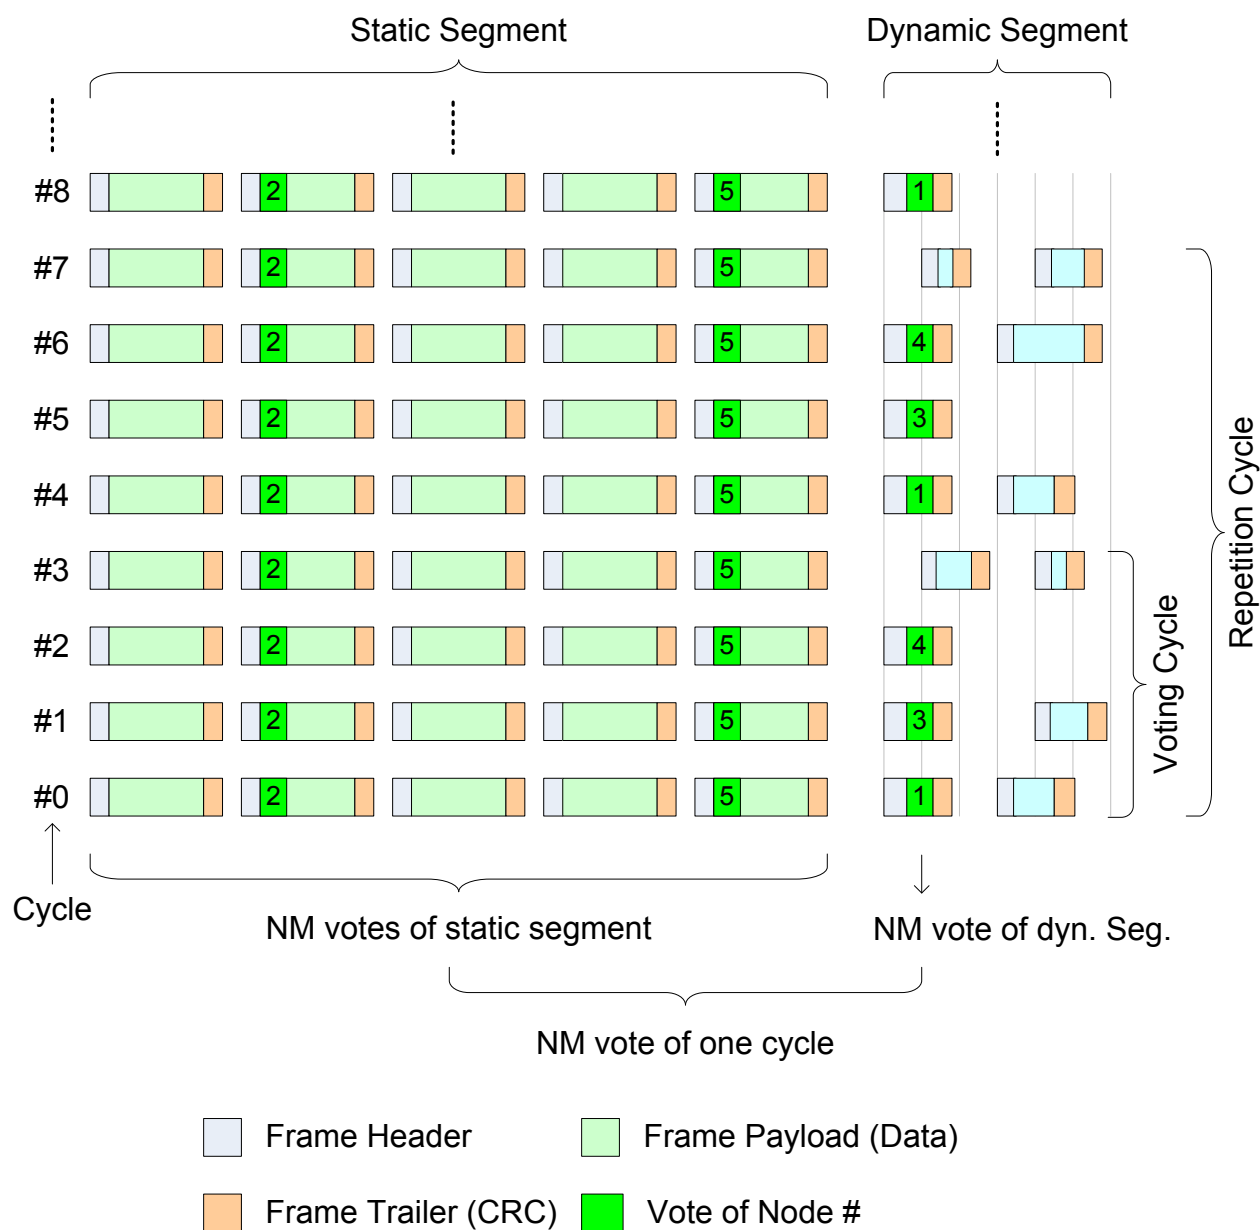 Static Segment Dynamic Segment
#8 2 5 1
#7 2 5
#6 2 5 4
#5 2 5 3
#4 2 5 1
#3 2 5
#2 2 5 4
#1 2 5 3
#0 2 5 1
Voting Cycle
Repetition Cycle
Cycle
NM votes of static segment NM vote of dyn. Seg.
NM vote of one cycle
Frame Header Frame Payload (Data)
Frame Trailer (CRC) Vote of Node #